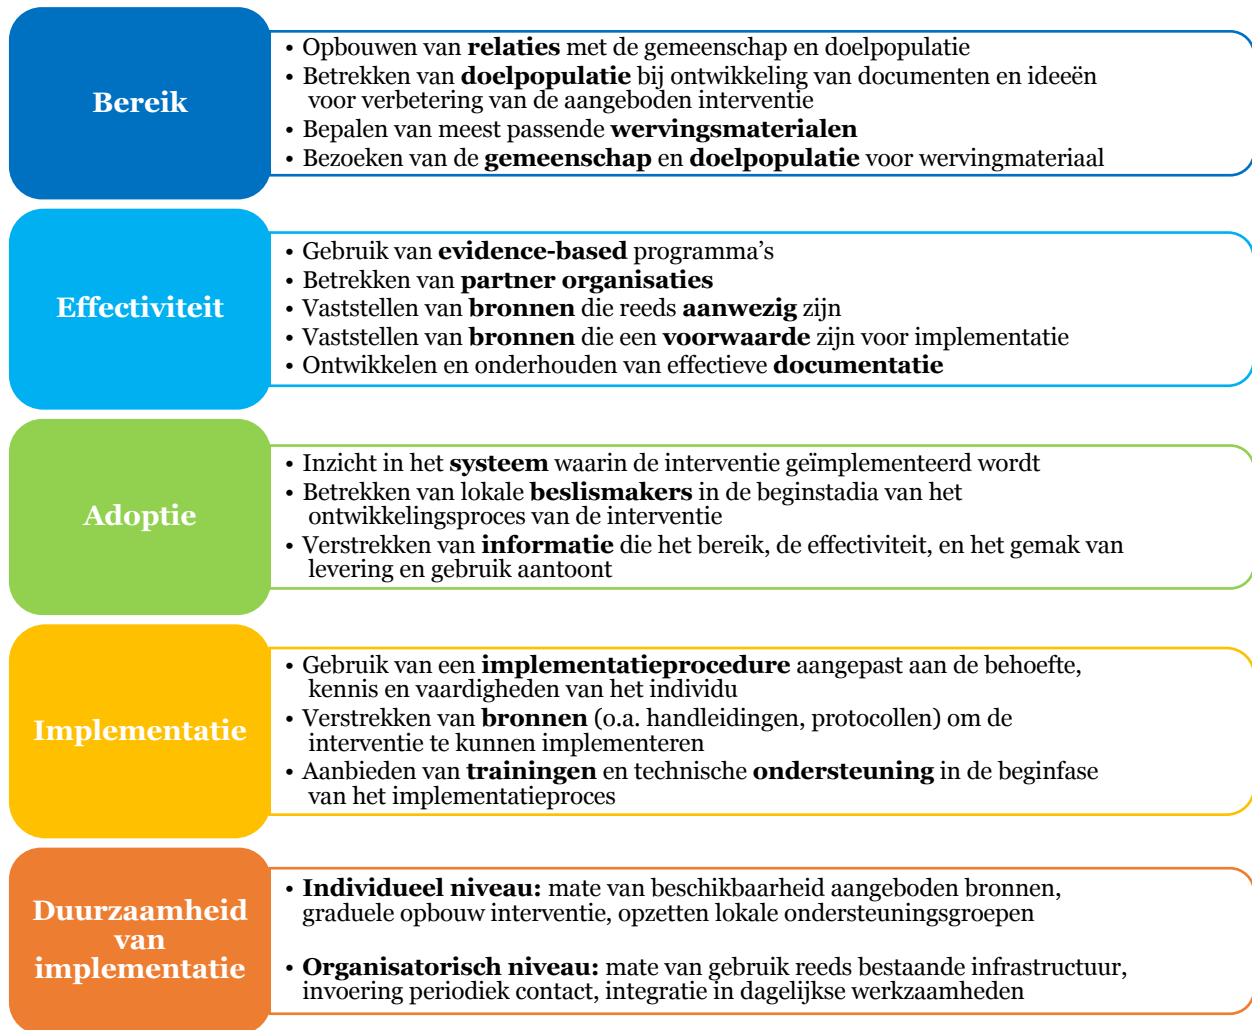 Bereik
• Opbouwen van relaties met de gemeenschap en doelpopulatie
• Betrekken van doelpopulatie bij ontwikkeling van documenten en ideeën
voor verbetering van de aangeboden interventie
• Bepalen van meest passende wervingsmaterialen
• Bezoeken van de gemeenschap en doelpopulatie voor wervingmateriaal
Effectiviteit
• Gebruik van evidence-based programma’s
• Betrekken van partner organisaties
• Vaststellen van bronnen die reeds aanwezig zijn
• Vaststellen van bronnen die een voorwaarde zijn voor implementatie
• Ontwikkelen en onderhouden van effectieve documentatie
Adoptie
• Inzicht in het systeem waarin de interventie geïmplementeerd wordt
• Betrekken van lokale beslismakers in de beginstadia van het
ontwikkelingsproces van de interventie
• Verstrekken van informatie die het bereik, de effectiviteit, en het gemak van
levering en gebruik aantoont
Implementatie
• Gebruik van een implementatieprocedure aangepast aan de behoefte,
kennis en vaardigheden van het individu
• Verstrekken van bronnen (o.a. handleidingen, protocollen) om de
interventie te kunnen implementeren
• Aanbieden van trainingen en technische ondersteuning in de beginfase
van het implementatieproces
Duurzaamheid
van
implementatie
• Individueel niveau: mate van beschikbaarheid aangeboden bronnen,
graduele opbouw interventie, opzetten lokale ondersteuningsgroepen
• Organisatorisch niveau: mate van gebruik reeds bestaande infrastructuur,
invoering periodiek contact, integratie in dagelijkse werkzaamheden